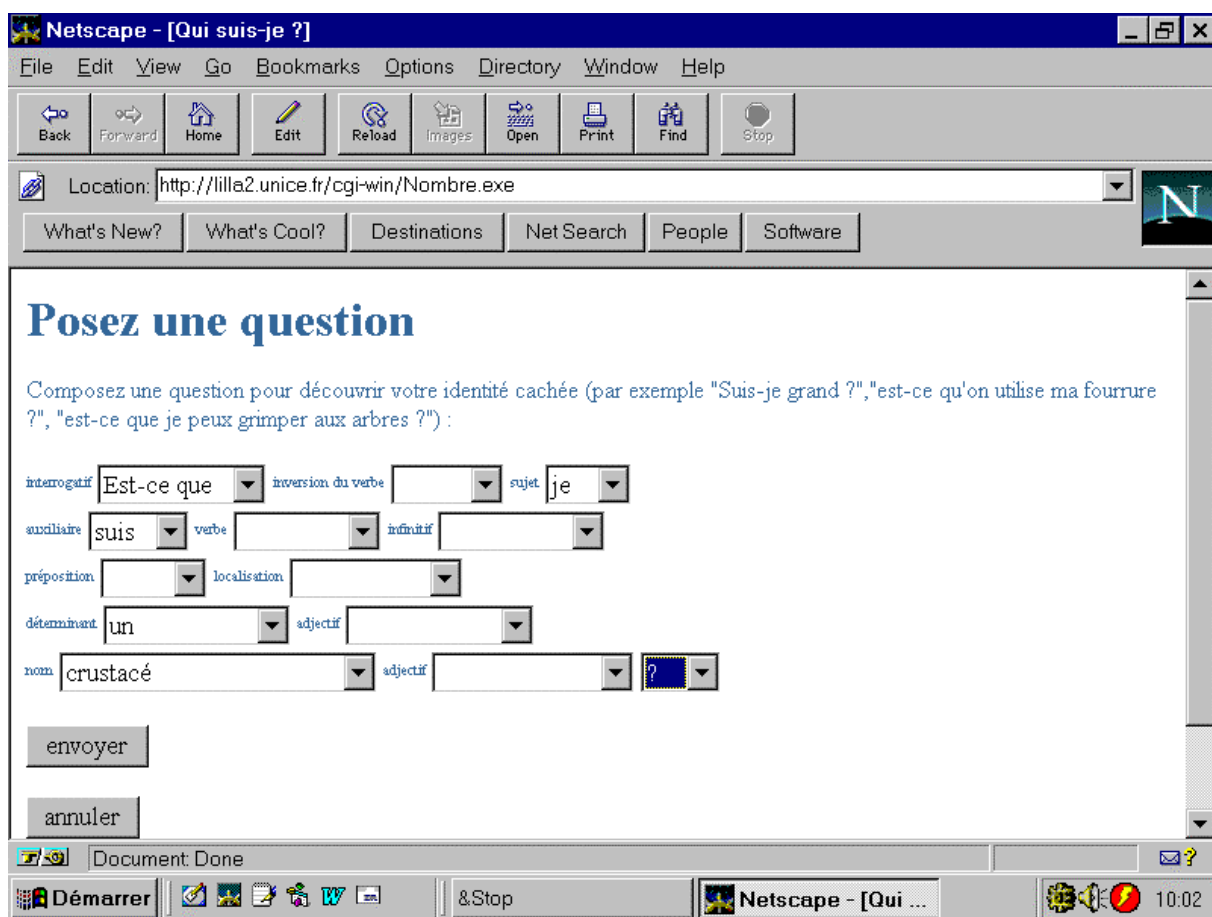 Netscape - [Qui suis-je ?]
File Edit View Go Bookmarks Options Directory Window Help
Back Forward Home Edit Reload Images Open Print Find Stop
Location: http://lilla2.unice.fr/cgi-win/Nombre.exe
N
What's New? What's Cool? Destinations Net Search People Software
Posez une question
Composez une question pour découvrir votre identité cachée (par exemple "Suis-je grand ?","est-ce qu'on utilise ma fourrure
?", "est-ce que je peux grimper aux arbres ?") :
interrogatif Est-ce que inversion du verbe sujet je
auxiliaire suis verbe infinitif
préposition localisation
déterminant un adjectif
nom crustacé adjectif ?
envoyer
annuler
Document: Done
Démarrer &Stop Netscape - [Qui ... 10:02